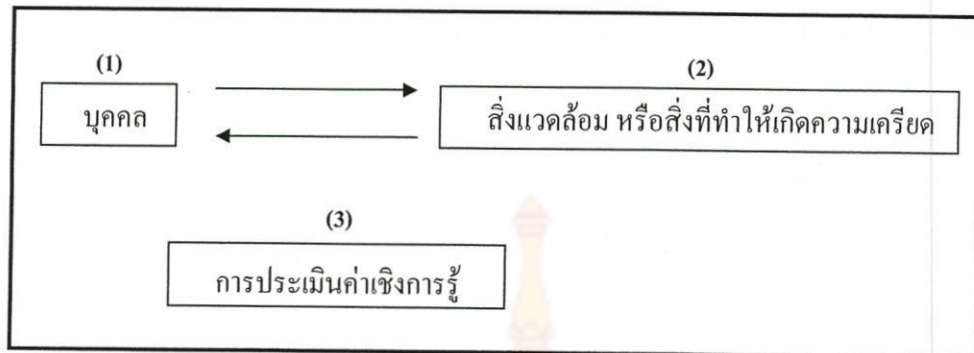 (1)
บุคคล
(2)
สิ่งแวดล้อม หรือสิ่งที่ทำให้เกิดความเครียด
(3)
การประเมินค่าเชิงการรู้